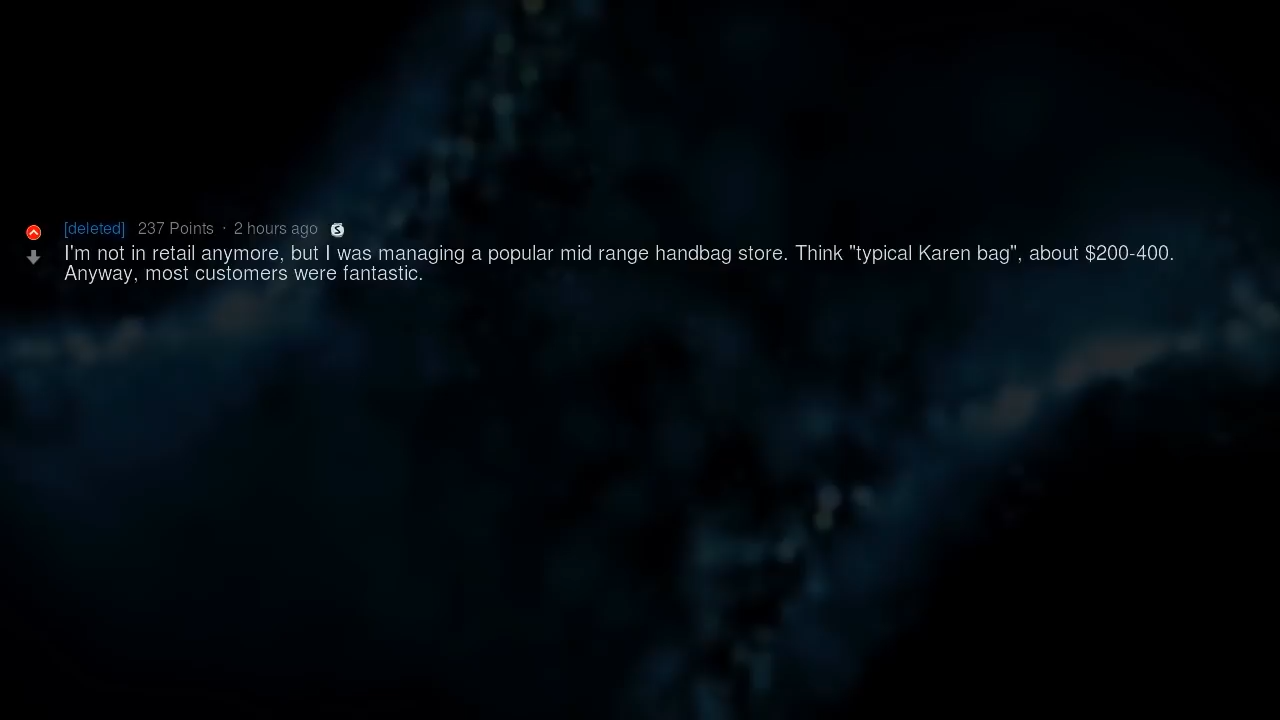 [deleted] 237 Points · 2 hours ago S
I'm not in retail anymore, but I was managing a popular mid range handbag store. Think "typical Karen bag", about $200-400.
Anyway, most customers were fantastic.